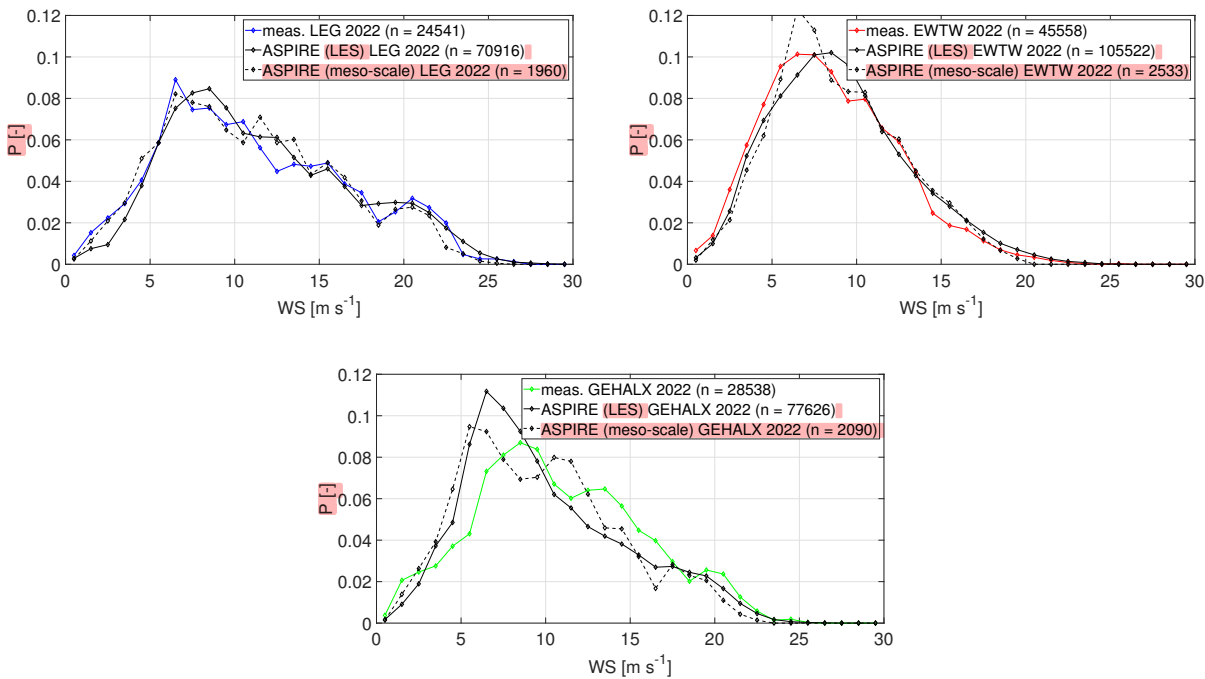 0.12
0.1
0.08
0.06
0.04
0.02
0
P [-]
meas. LEG 2022 (n = 24541)
ASPIRE (LES) LEG 2022 (n = 70916)
ASPIRE (meso-scale) LEG 2022 (n = 1960)
0 5 10 15 20 25 30
WS [m s⁻¹]
0.12
0.1
0.08
0.06
0.04
0.02
0
P [-]
meas. EWTW 2022 (n = 45558)
ASPIRE (LES) EWTW 2022 (n = 105522)
ASPIRE (meso-scale) EWTW 2022 (n = 2533)
0 5 10 15 20 25 30
WS [m s⁻¹]
0.12
0.1
0.08
0.06
0.04
0.02
0
P [-]
meas. GEHALX 2022 (n = 28538)
ASPIRE (LES) GEHALX 2022 (n = 77626)
ASPIRE (meso-scale) GEHALX 2022 (n = 2090)
0 5 10 15 20 25 30
WS [m s⁻¹]